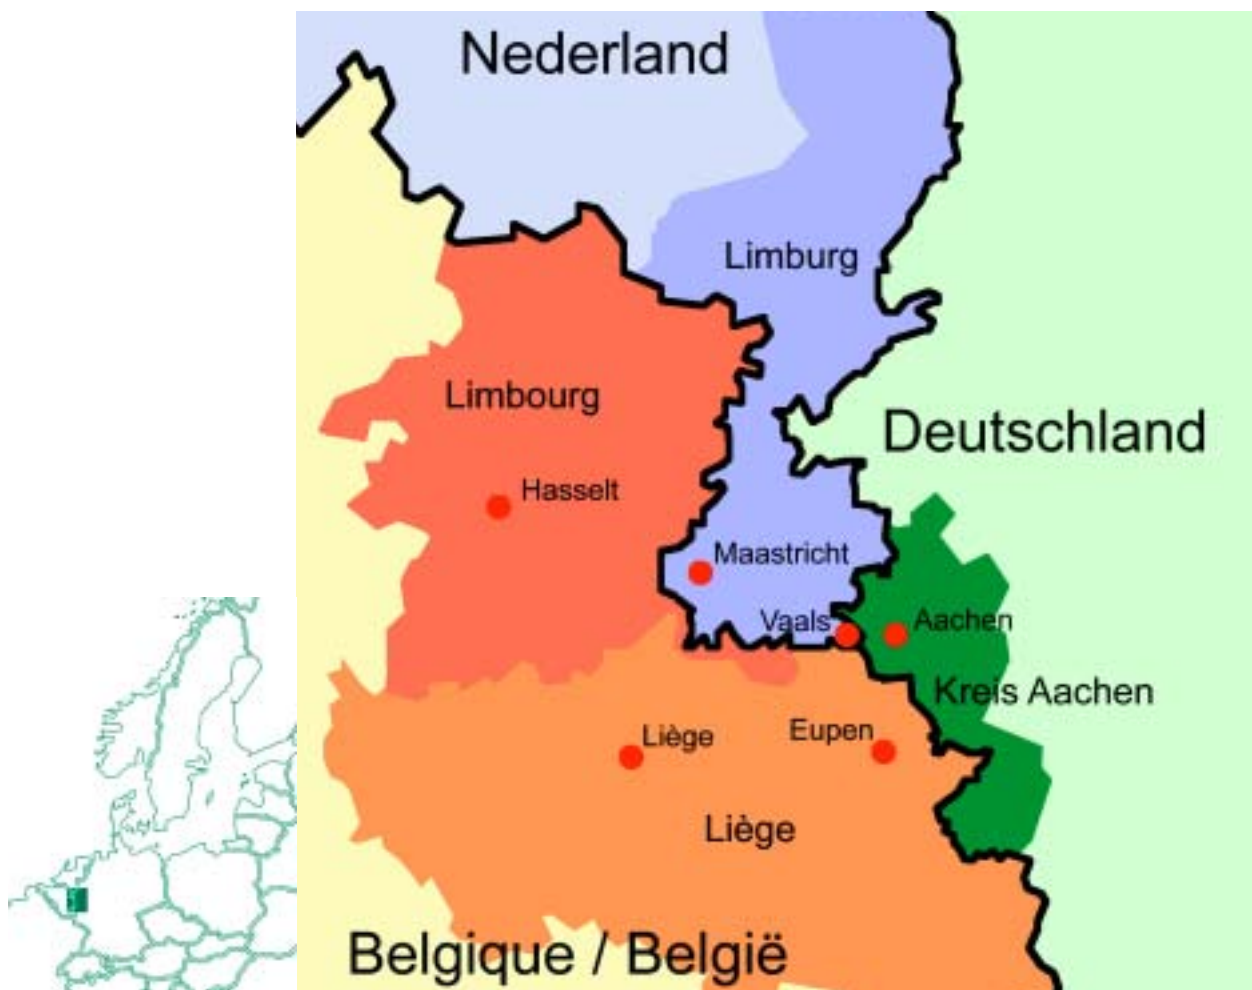 Nederland
Limburg
Limbourg
Deutschland
Hasselt
Maastricht
Vaals
Aachen
Kreis Aachen
Liège
Eupen
Liège
Belgique / België